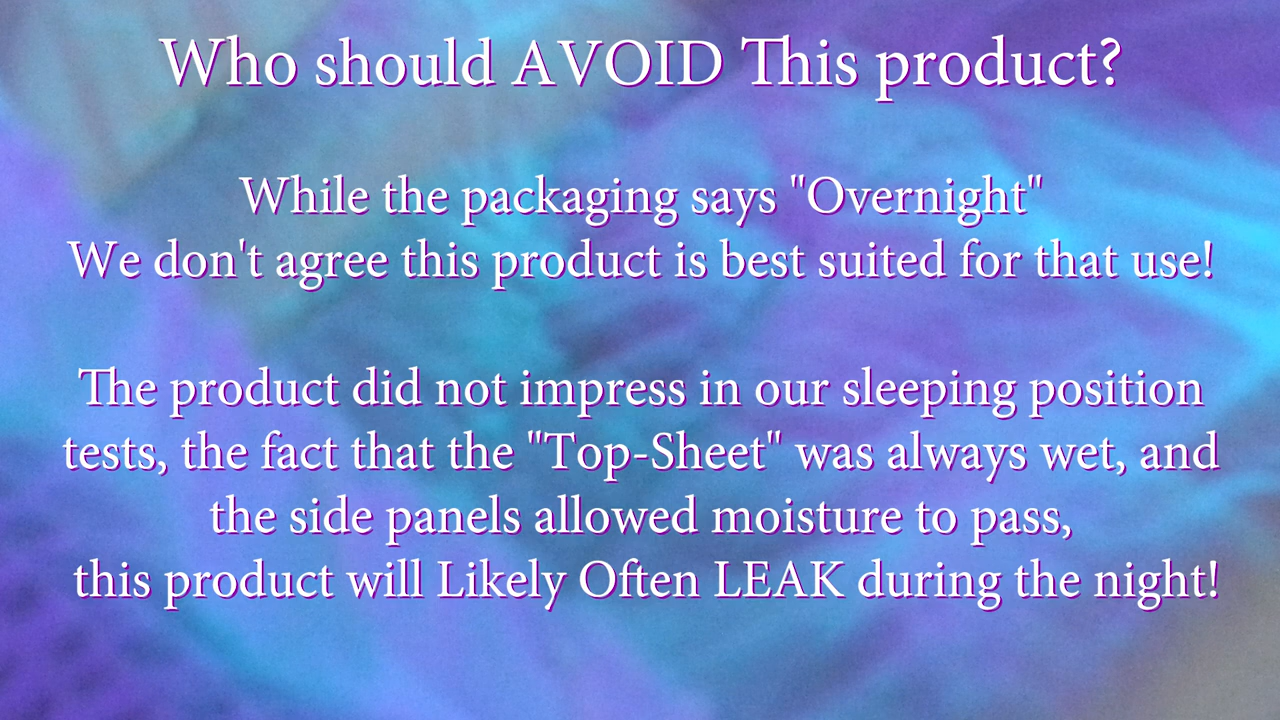 Who should AVOID This product?
While the packaging says "Overnight"
We don't agree this product is best suited for that use!
The product did not impress in our sleeping position
tests, the fact that the "Top-Sheet" was always wet, and
the side panels allowed moisture to pass,
this product will Likely Often LEAK during the night!